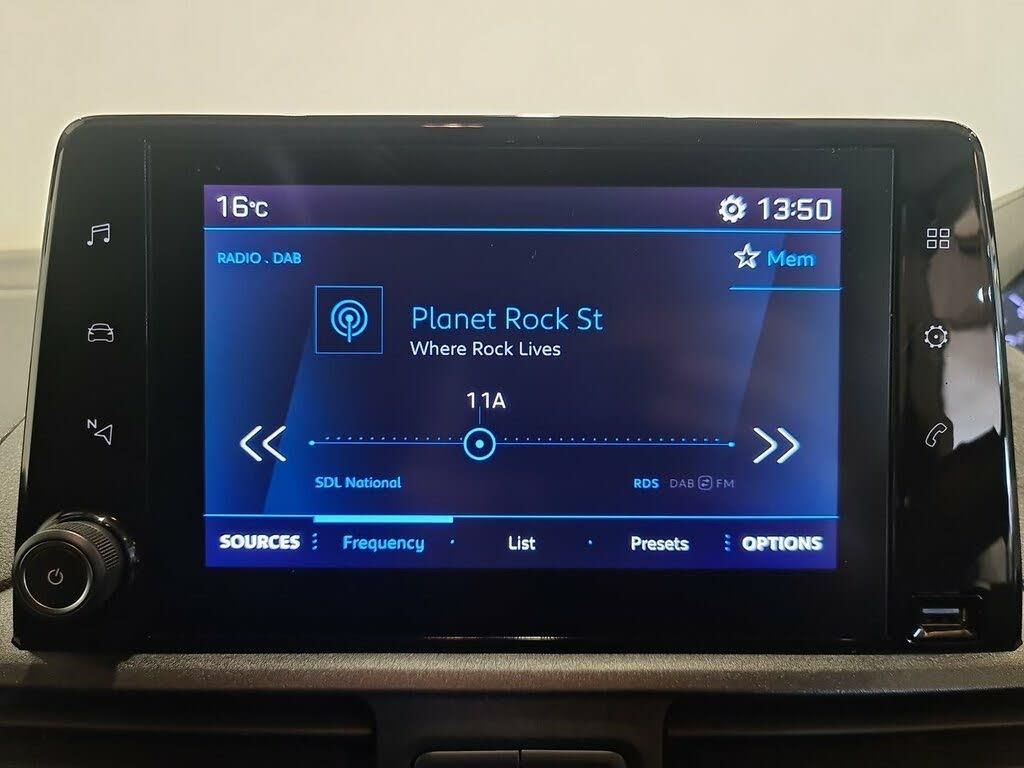 16°C 13:50
RADIO . DAB
Mem
Planet Rock St
Where Rock Lives
11A
SDL National
RDS DAB FM
N
SOURCES Frequency List Presets OPTIONS